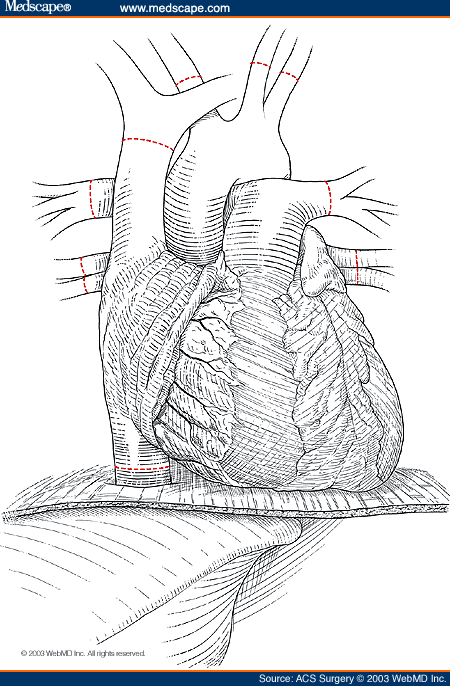 Medscape® www.medscape.com
© 2003 WebMD Inc. All rights reserved.
Source: ACS Surgery © 2003 WebMD Inc.